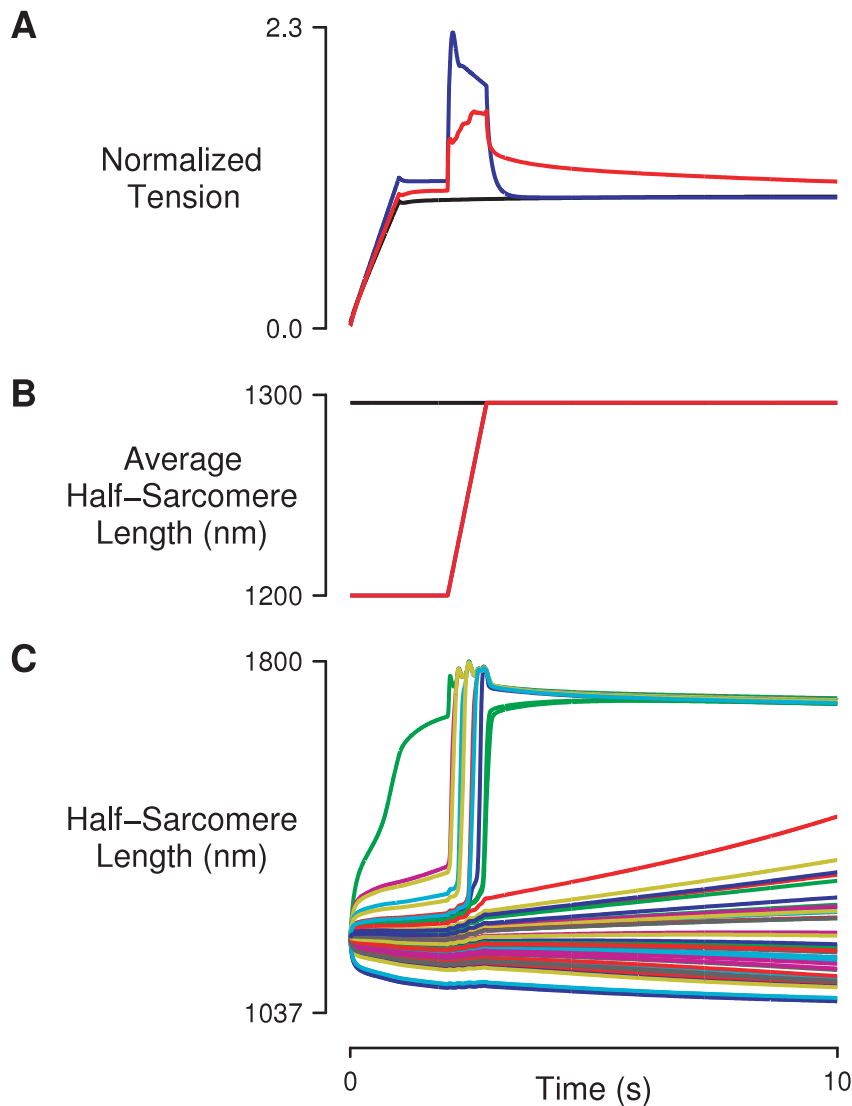 A
2.3
Normalized
Tension
0.0
B
1300
Average
Half−Sarcomere
Length (nm)
1200
C
1800
Half−Sarcomere
Length (nm)
1037
0
Time (s)
10